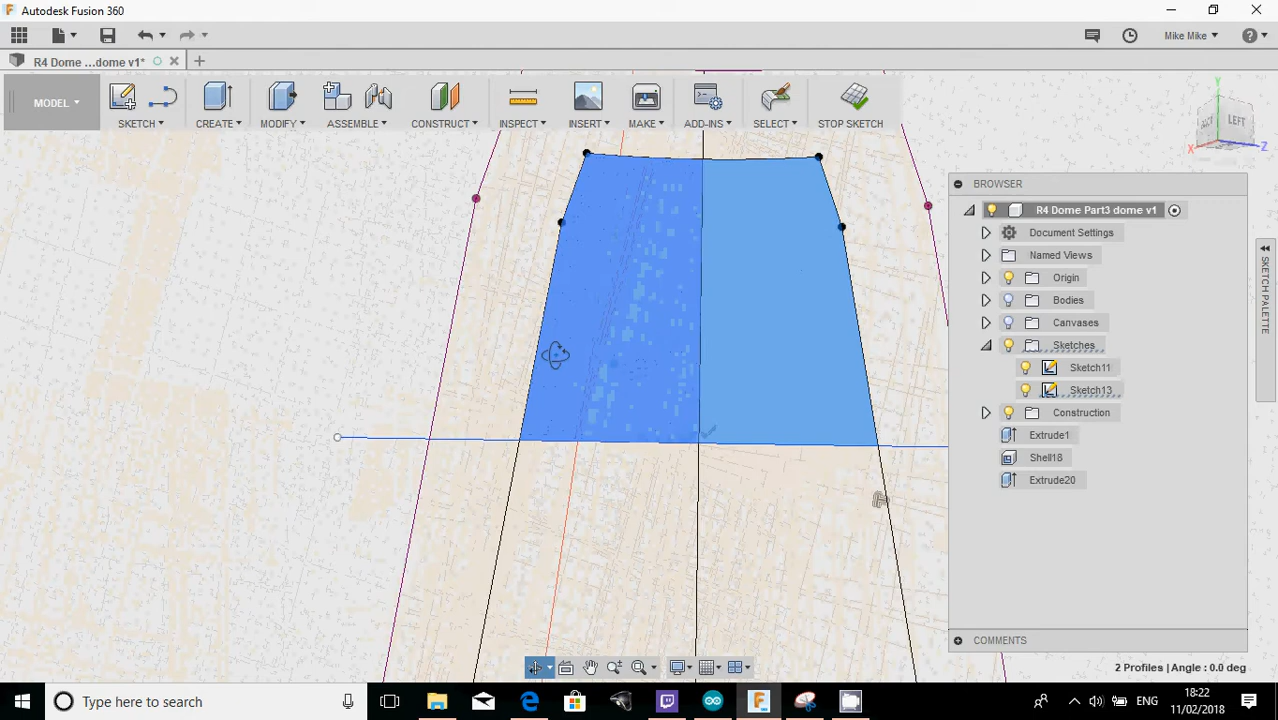 Autodesk Fusion 360
Mike Mike
R4 Dome ...dome v1*
MODEL
SKETCH
CREATE
MODIFY
ASSEMBLE
CONSTRUCT
INSPECT
INSERT
MAKE
ADD-INS
SELECT
STOP SKETCH
Y
LEFT
X
Z
BROWSER
R4 Dome Part3 dome v1
Document Settings
Named Views
Origin
Bodies
Canvases
Sketches
Sketch11
Sketch13
Construction
Extrude1
Shell18
Extrude20
SKETCH PALETTE
COMMENTS
2 Profiles | Angle : 0.0 deg
Type here to search
ENG
18:22
11/02/2018